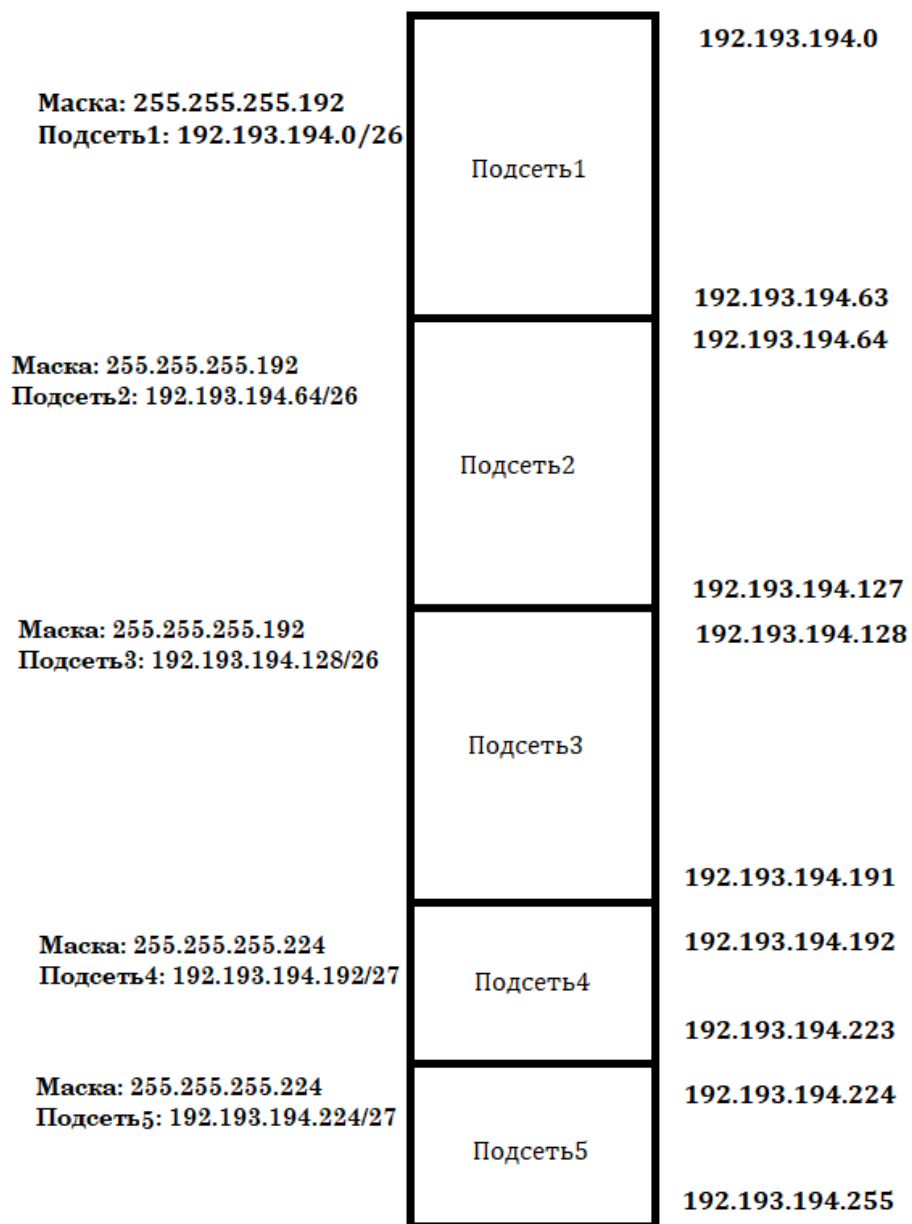 192.193.194.0
Маска: 255.255.255.192
Подсеть1: 192.193.194.0/26
Подсеть1
192.193.194.63
192.193.194.64
Маска: 255.255.255.192
Подсеть2: 192.193.194.64/26
Подсеть2
192.193.194.127
Маска: 255.255.255.192
192.193.194.128
Подсеть3: 192.193.194.128/26
Подсеть3
192.193.194.191
Маска: 255.255.255.224
192.193.194.192
Подсеть4: 192.193.194.192/27
Подсеть4
192.193.194.223
Маска: 255.255.255.224
192.193.194.224
Подсеть5: 192.193.194.224/27
Подсеть5
192.193.194.255